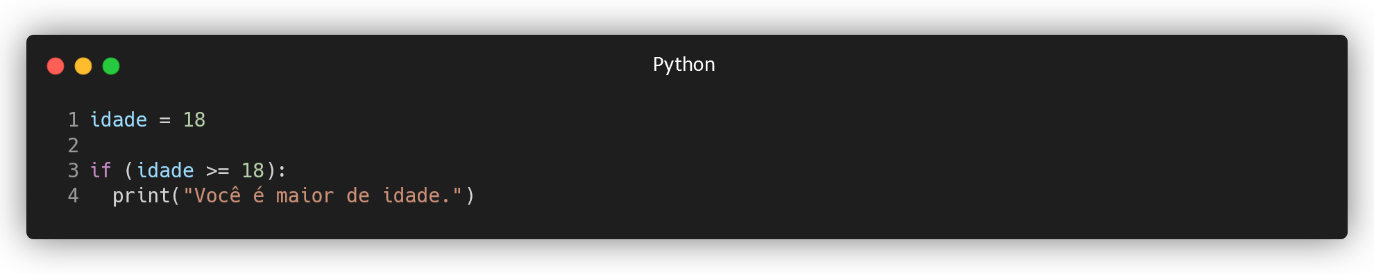 Python
1 idade = 18
2
3 if (idade >= 18):
4   print("Você é maior de idade.")